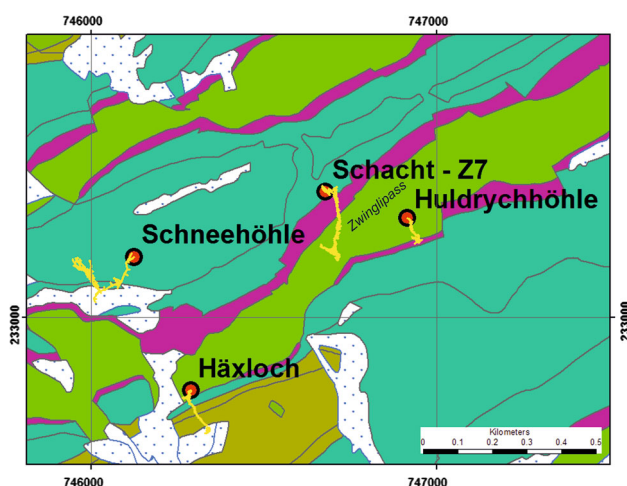 746000
747000
Schacht - Z7
Zwinglipass
Huldrychhöhle
Schneehöhle
233000
233000
Häxloch
Kilometers
0 0.1 0.2 0.3 0.4 0.5
746000
747000